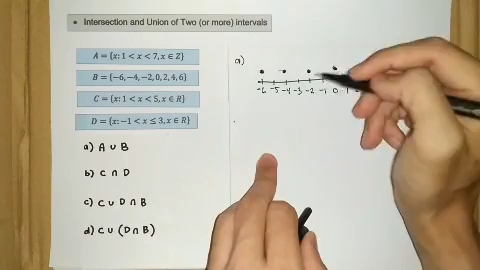 • Intersection and Union of Two (or more) intervals
A = {x: 1 < x < 7, x ∈ Z}
B = {−6, −4, −2, 0, 2, 4, 6}
C = {x: 1 < x < 5, x ∈ R}
D = {x: −1 < x ≤ 3, x ∈ R}
a) A ∪ B
b) C ∩ D
c) C ∪ D ∩ B
d) C ∪ (D ∩ B)
a)
-6 -5 -4 -3 -2 -1 0 1